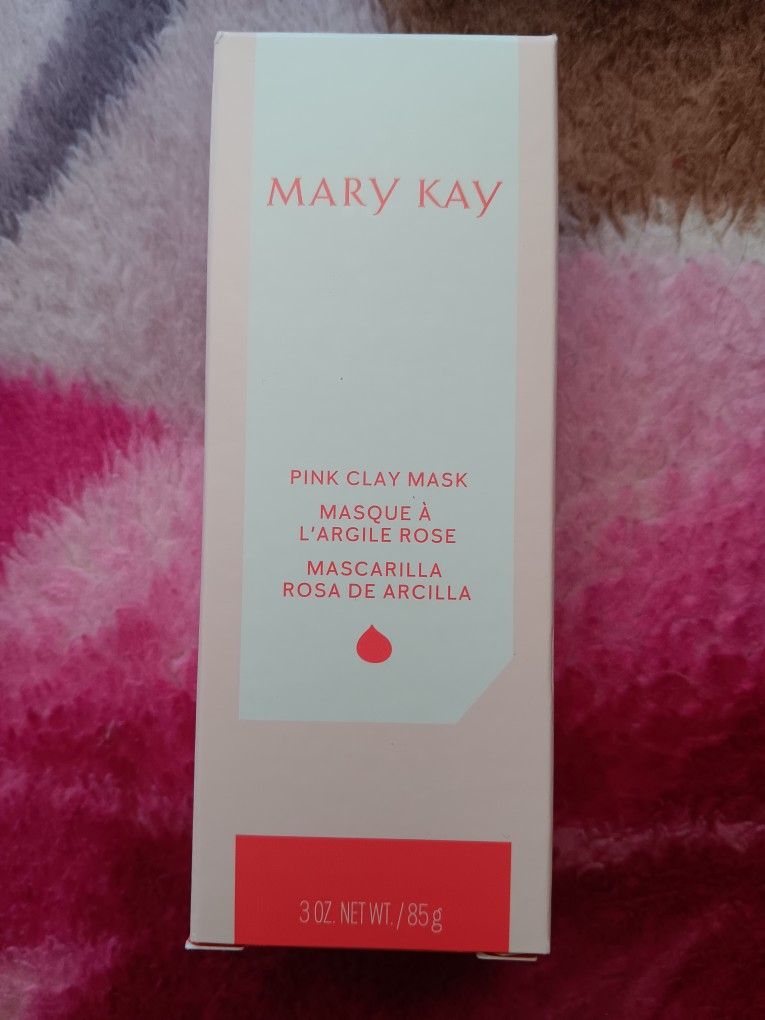 MARY KAY
PINK CLAY MASK
MASQUE À
L'ARGILE ROSE
MASCARILLA
ROSA DE ARCILLA
3 OZ. NET WT. / 85 g